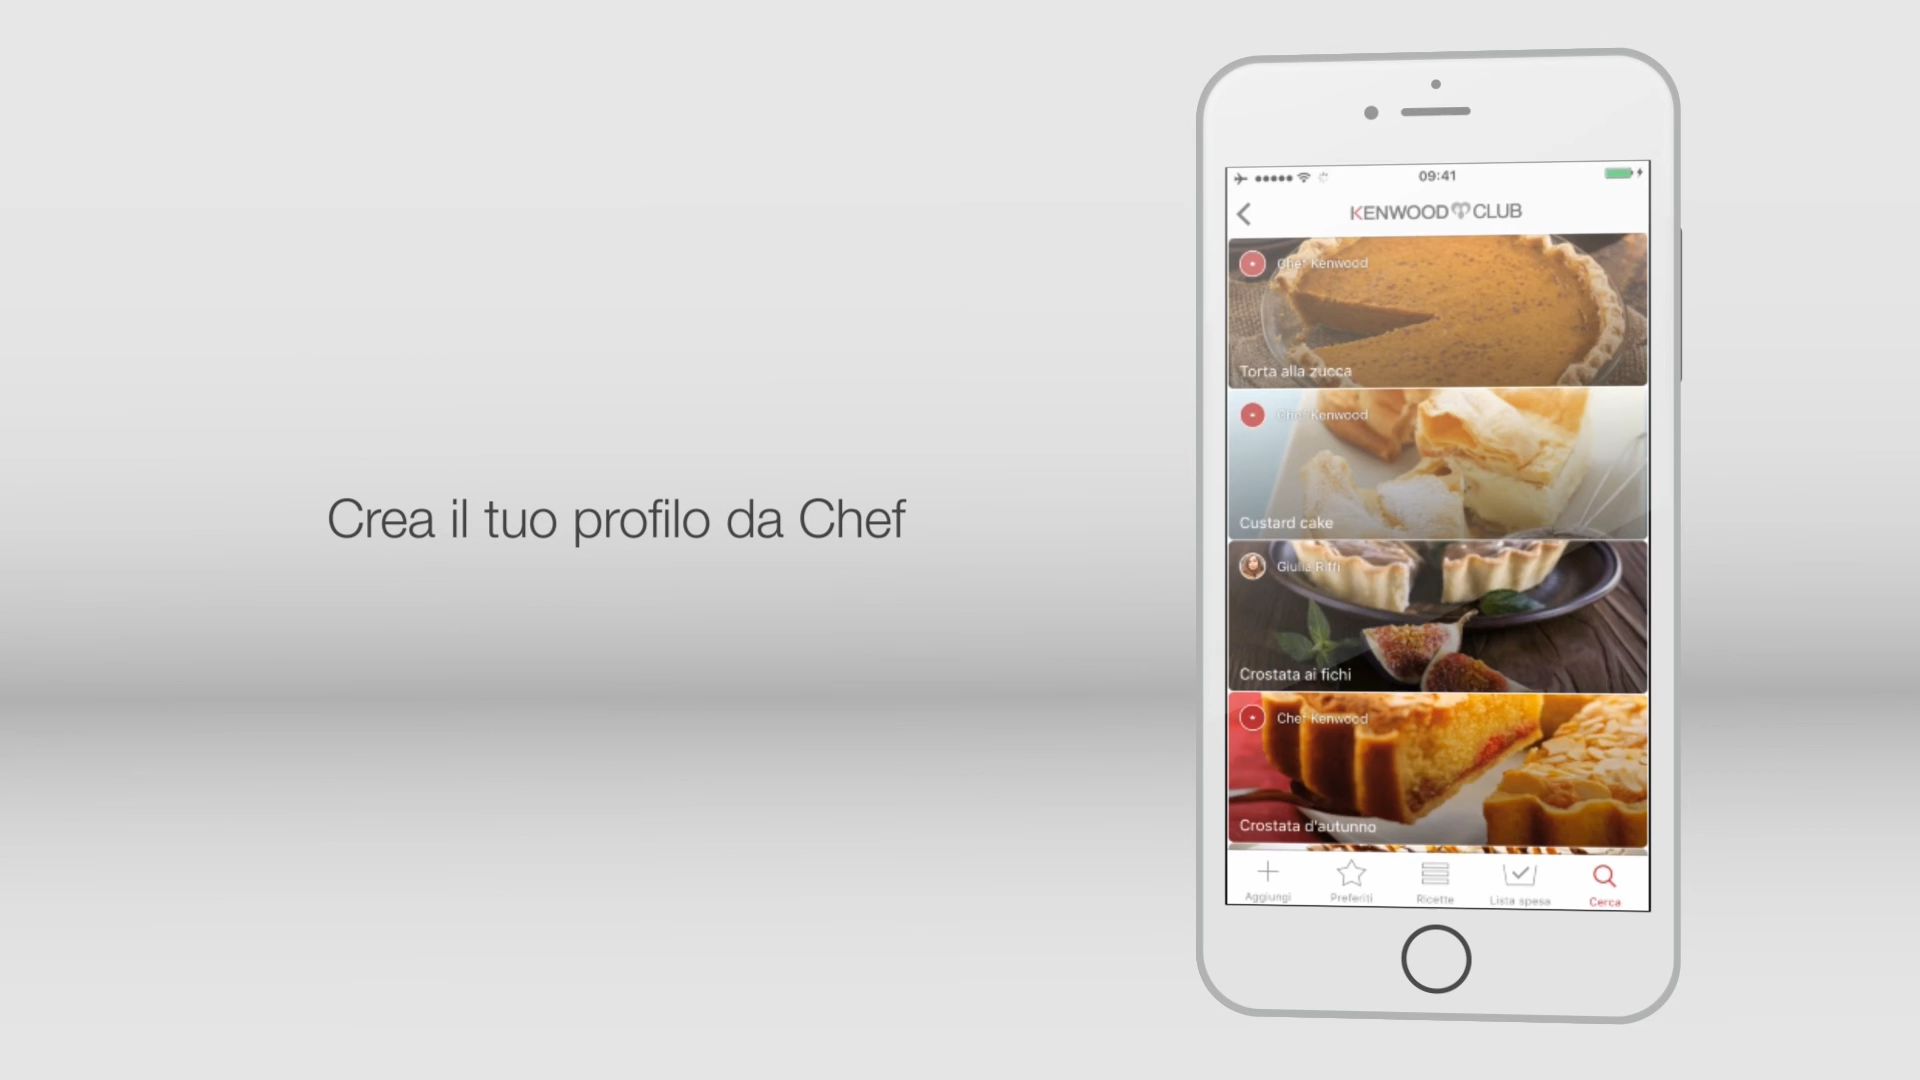 Crea il tuo profilo da Chef
09:41
KENWOOD CLUB
Chef Kenwood
Torta alla zucca
Chef Kenwood
Custard cake
Giulia Riffi
Crostata ai fichi
Chef Kenwood
Crostata d'autunno
Aggiungi
Preferiti
Ricette
Lista spesa
Cerca